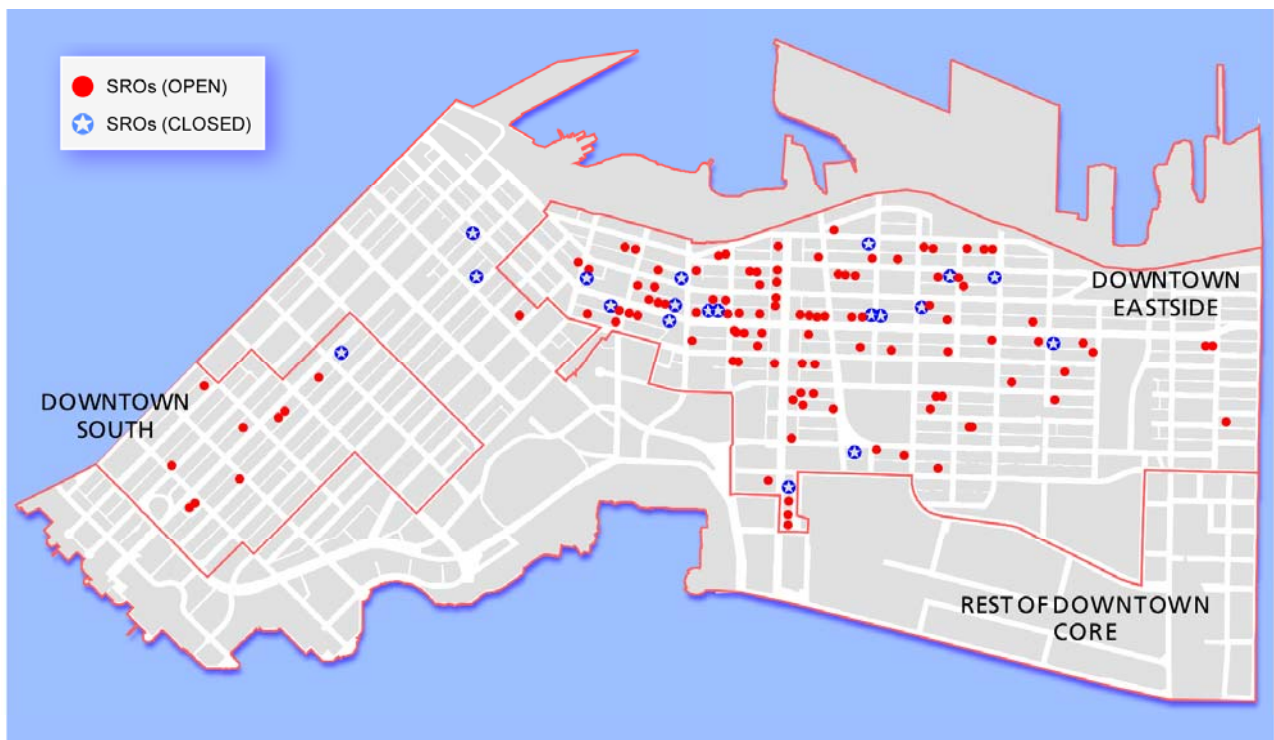 SROs (OPEN)
SROs (CLOSED)
DOWNTOWN
EASTSIDE
DOWNTOWN
SOUTH
REST OF DOWNTOWN
CORE